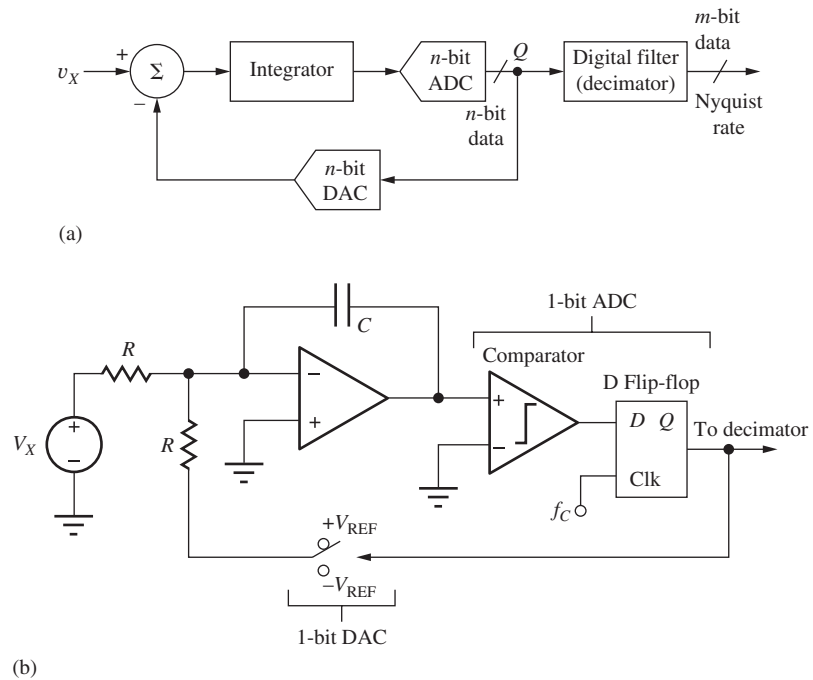 m-bit
data
v_X
+
Σ
−
Integrator
n-bit
ADC
Q
n-bit
data
Digital filter
(decimator)
Nyquist
rate
n-bit
DAC
(a)
1-bit ADC
C
R
Comparator
D Flip-flop
−
+
+
−
D Q
To decimator
V_X
+
−
R
Clk
f_C
+V_REF
−V_REF
1-bit DAC
(b)